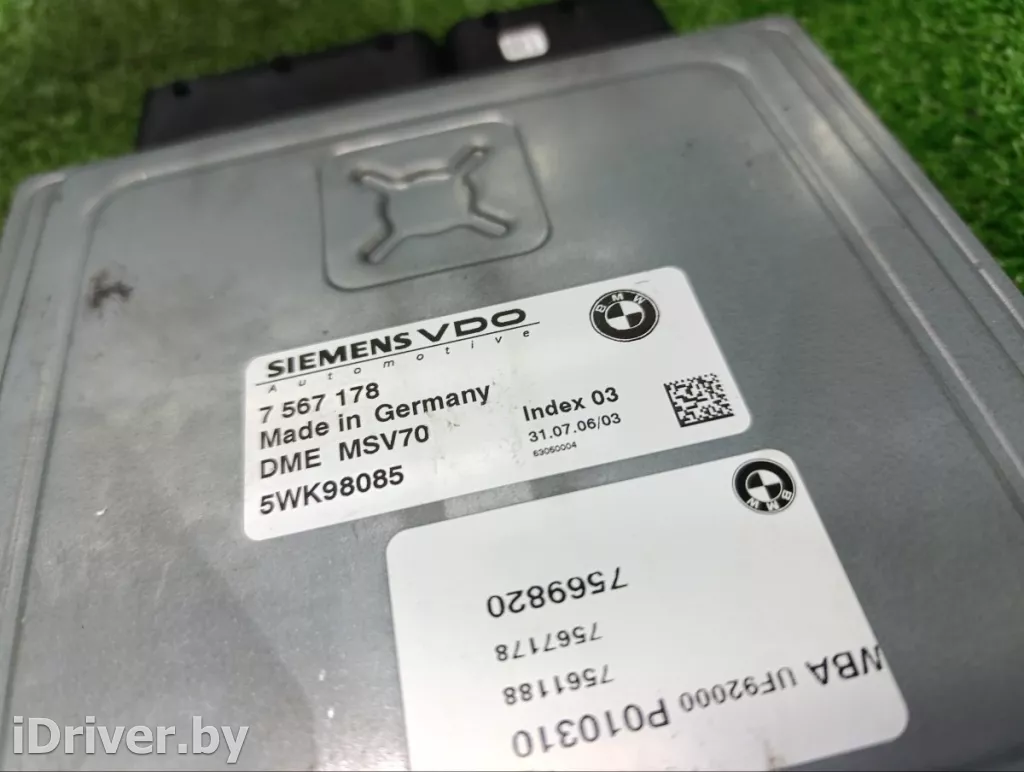 SIEMENS VDO
Automotive
BMW
7 567 178
Made in Germany
DME MSV70
5WK98085
Index 03
31.07.06/03
63060004
BMW
WBA UF92000 P010310
7561188
7567178
7569820
iDriver.by